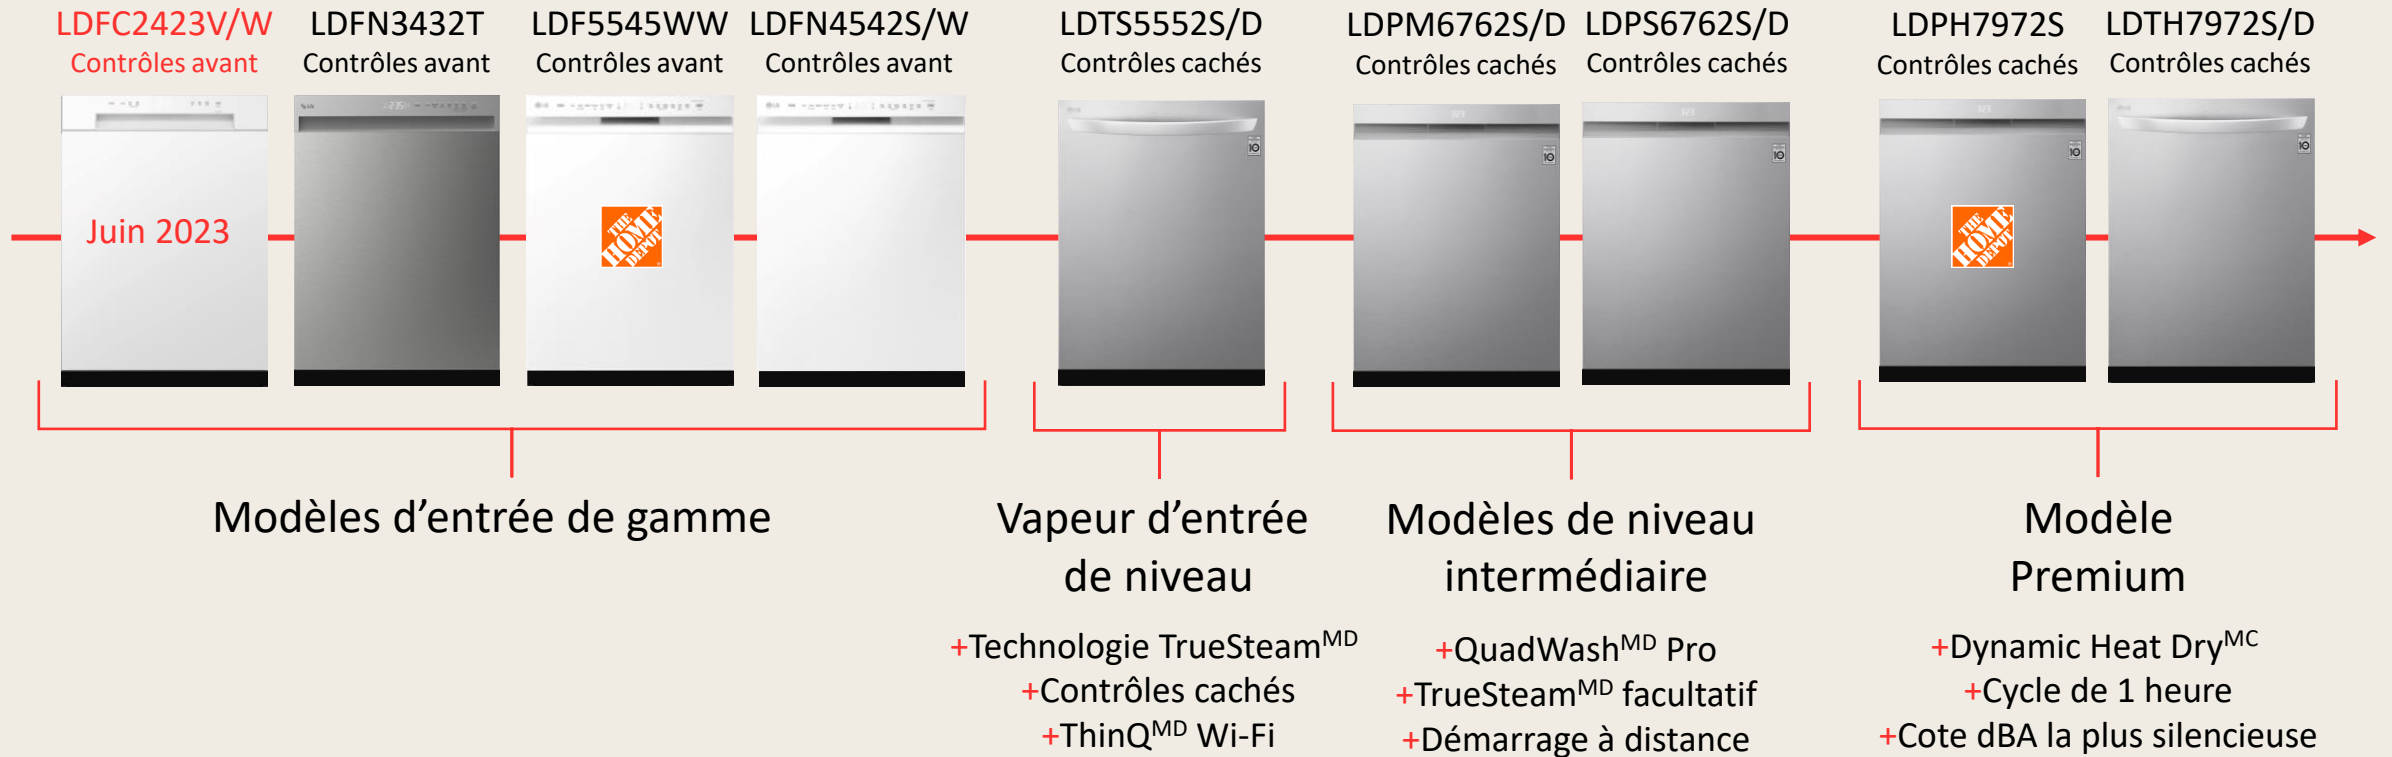 LDFC2423V/W
Contrôles avant
LDFN3432T
Contrôles avant
LDF5545WW
Contrôles avant
LDFN4542S/W
Contrôles avant
LDTS5552S/D
Contrôles cachés
LDPM6762S/D
Contrôles cachés
LDPS6762S/D
Contrôles cachés
LDPH7972S
Contrôles cachés
LDTH7972S/D
Contrôles cachés
Juin 2023
THE
HOME
DEPOT
THE
HOME
DEPOT
Modèles d’entrée de gamme
Vapeur d’entrée
de niveau
+Technologie TrueSteamMD
+Contrôles cachés
+ThinQMD Wi-Fi
Modèles de niveau
intermédiaire
+QuadWashMD Pro
+TrueSteamMD facultatif
+Démarrage à distance
Modèle
Premium
+Dynamic Heat DryMC
+Cycle de 1 heure
+Cote dBA la plus silencieuse